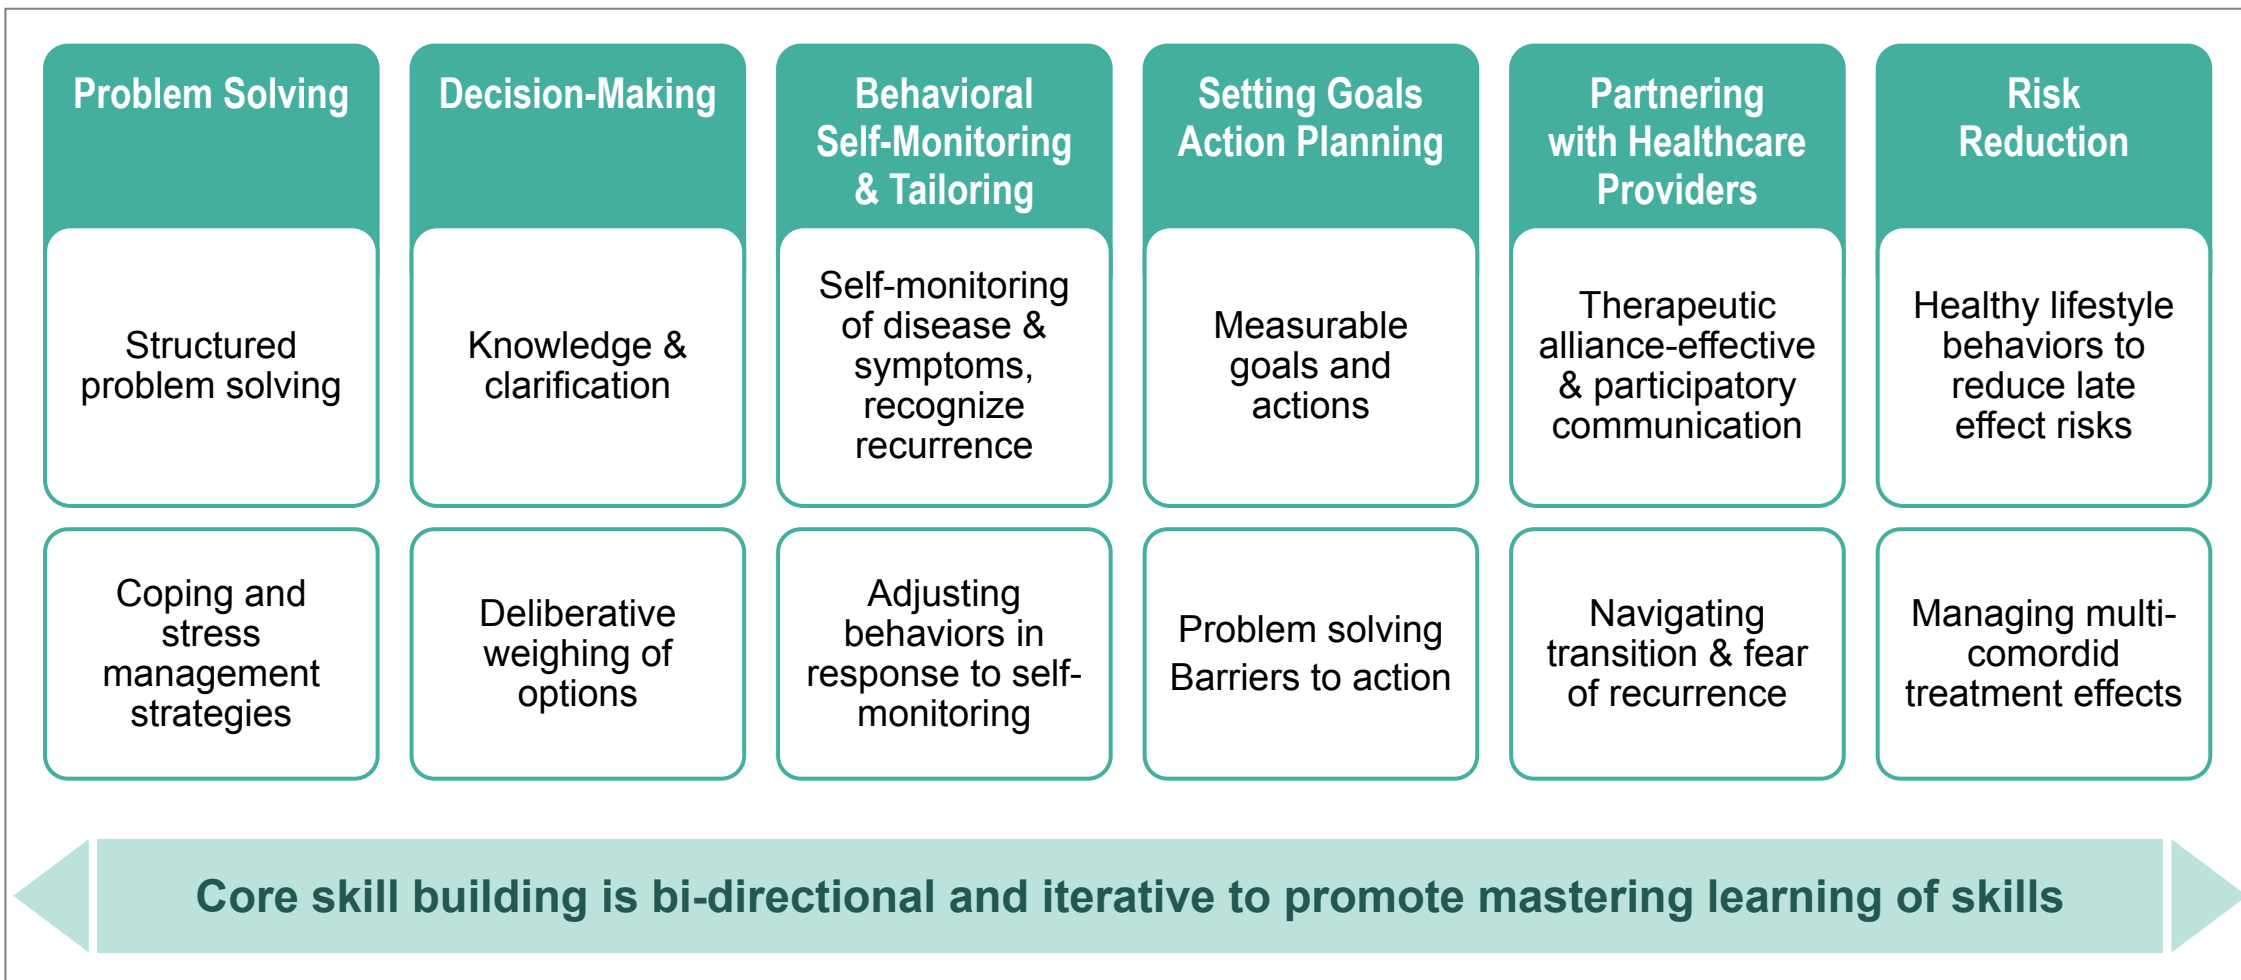 Problem Solving
Structured
problem solving
Coping and
stress
management
strategies
Decision-Making
Knowledge &
clarification
Deliberative
weighing of
options
Behavioral
Self-Monitoring
& Tailoring
Self-monitoring
of disease &
symptoms,
recognize
recurrence
Adjusting
behaviors in
response to self-
monitoring
Setting Goals
Action Planning
Measurable
goals and
actions
Problem solving
Barriers to action
Partnering
with Healthcare
Providers
Therapeutic
alliance-effective
& participatory
communication
Navigating
transition & fear
of recurrence
Risk
Reduction
Healthy lifestyle
behaviors to
reduce late
effect risks
Managing multi-
comordid
treatment effects
Core skill building is bi-directional and iterative to promote mastering learning of skills